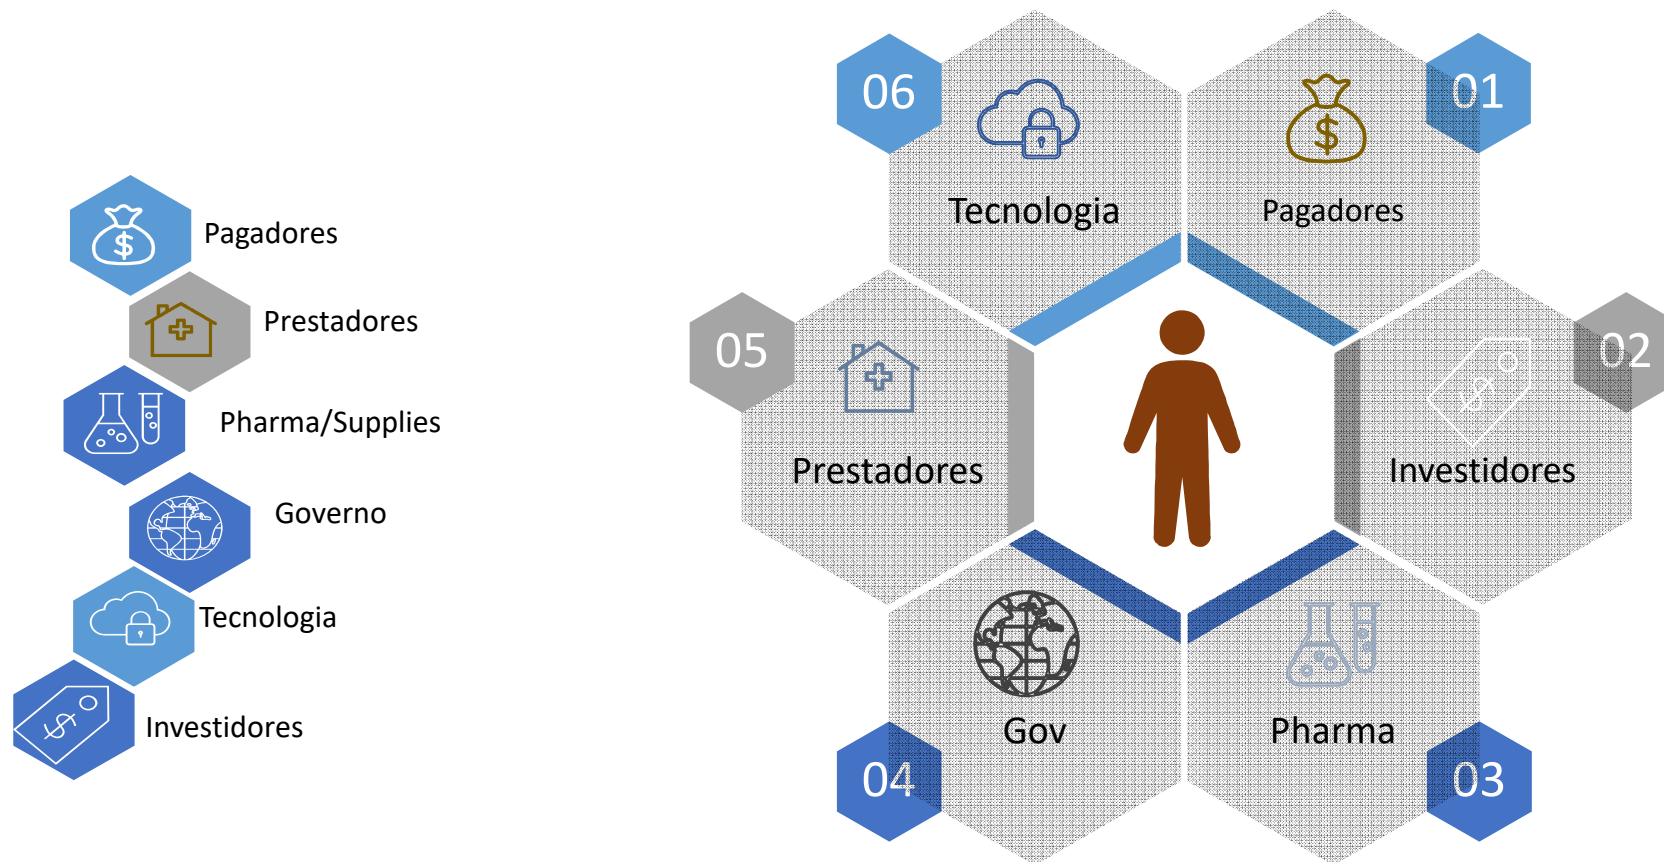 Pagadores
Prestadores
Pharma/Supplies
Governo
Tecnologia
Investidores
06
Tecnologia
01
Pagadores
05
Prestadores
02
Investidores
04
Gov
03
Pharma